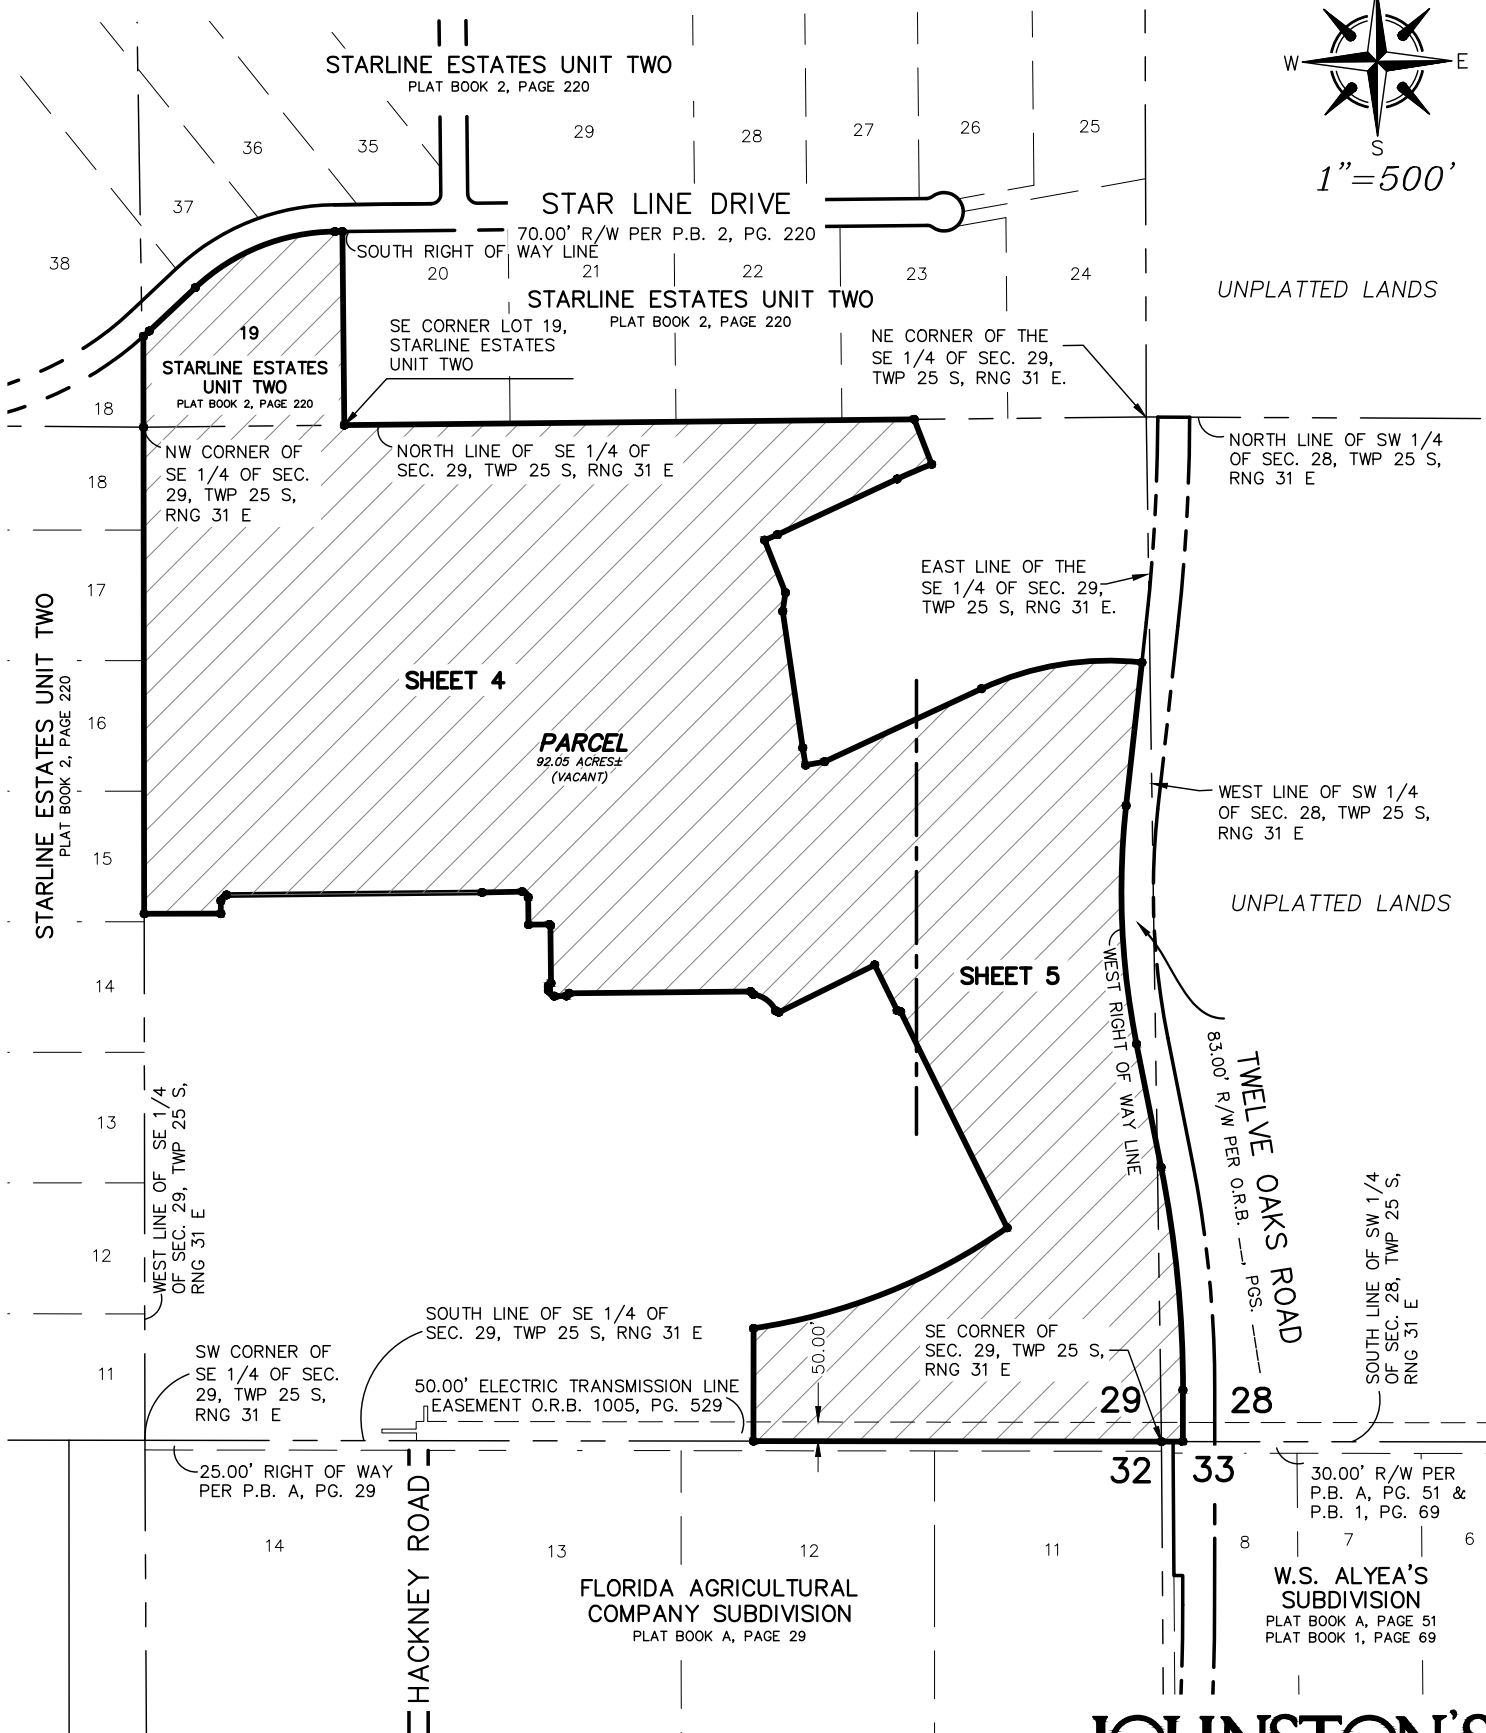 STARLINE ESTATES UNIT TWO
PLAT BOOK 2, PAGE 220
W
E
S
1"=500'
29
28
27
26
25
36
35
37
38
STAR LINE DRIVE
70.00' R/W PER P.B. 2, PG. 220
SOUTH RIGHT OF WAY LINE
20
21
22
23
24
STARLINE ESTATES UNIT TWO
PLAT BOOK 2, PAGE 220
UNPLATTED LANDS
SE CORNER LOT 19,
STARLINE ESTATES
UNIT TWO
NE CORNER OF THE
SE 1/4 OF SEC. 29,
TWP 25 S, RNG 31 E.
19
STARLINE ESTATES
UNIT TWO
PLAT BOOK 2, PAGE 220
18
NW CORNER OF
SE 1/4 OF SEC.
29, TWP 25 S,
RNG 31 E
NORTH LINE OF SE 1/4 OF
SEC. 29, TWP 25 S, RNG 31 E
NORTH LINE OF SW 1/4
OF SEC. 28, TWP 25 S,
RNG 31 E
18
17
16
15
14
13
12
11
EAST LINE OF THE
SE 1/4 OF SEC. 29,
TWP 25 S, RNG 31 E.
STARLINE ESTATES UNIT TWO
PLAT BOOK 2, PAGE 220
SHEET 4
PARCEL
92.05 ACRES±
(VACANT)
WEST LINE OF SW 1/4
OF SEC. 28, TWP 25 S,
RNG 31 E
UNPLATTED LANDS
SHEET 5
WEST RIGHT OF WAY LINE
TWELVE OAKS ROAD
83.00' R/W PER O.R.B. __, PGS. ____
WEST LINE OF SE 1/4
OF SEC. 29, TWP 25 S,
RNG 31 E
SOUTH LINE OF SW 1/4
OF SEC. 28, TWP 25 S,
RNG 31 E
SW CORNER OF
SE 1/4 OF SEC.
29, TWP 25 S,
RNG 31 E
SOUTH LINE OF SE 1/4 OF
SEC. 29, TWP 25 S, RNG 31 E
50.00' ELECTRIC TRANSMISSION LINE
EASEMENT O.R.B. 1005, PG. 529
50.00'
SE CORNER OF
SEC. 29, TWP 25 S,
RNG 31 E
29
28
32
33
25.00' RIGHT OF WAY
PER P.B. A, PG. 29
30.00' R/W PER
P.B. A, PG. 51 &
P.B. 1, PG. 69
HACKNEY ROAD
14
13
12
11
8
7
6
FLORIDA AGRICULTURAL
COMPANY SUBDIVISION
PLAT BOOK A, PAGE 29
W.S. ALYEA'S
SUBDIVISION
PLAT BOOK A, PAGE 51
PLAT BOOK 1, PAGE 69
JOHNSTON'S